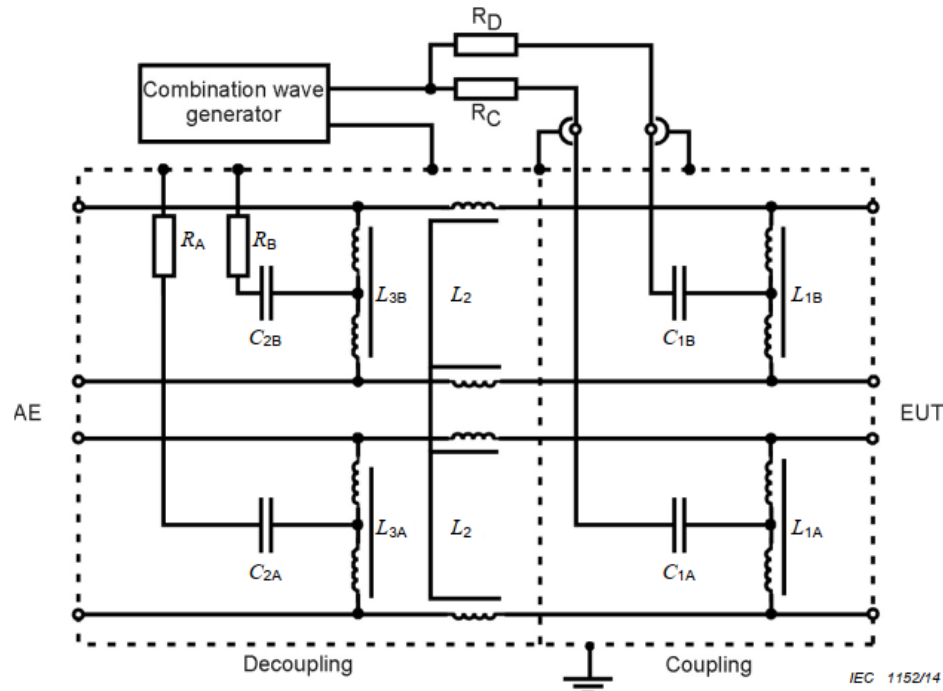 R_D
Combination wave
generator
R_C
R_A
R_B
L_3B
L_2
L_1B
C_2B
C_1B
AE
EUT
L_3A
L_2
L_1A
C_2A
C_1A
Decoupling
Coupling
IEC 1152/14